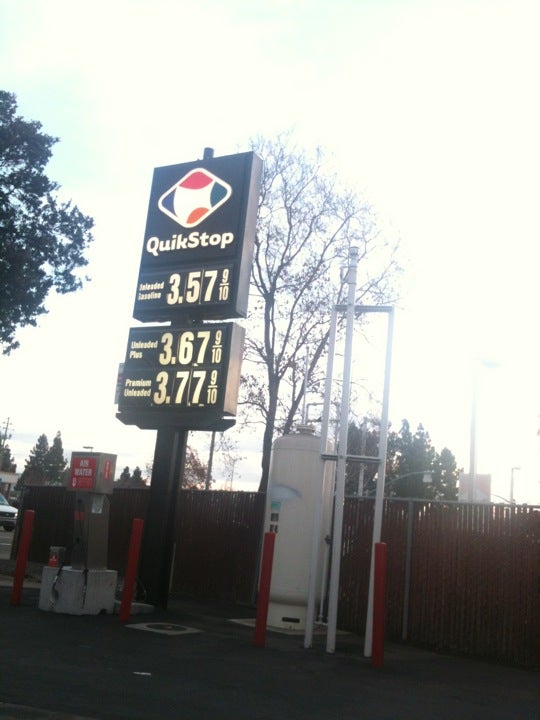 QuikStop
Unleaded
Gasoline 3.57 9/10
Unleaded
Plus 3.67 9/10
Premium
Unleaded 3.77 9/10
AIR
WATER